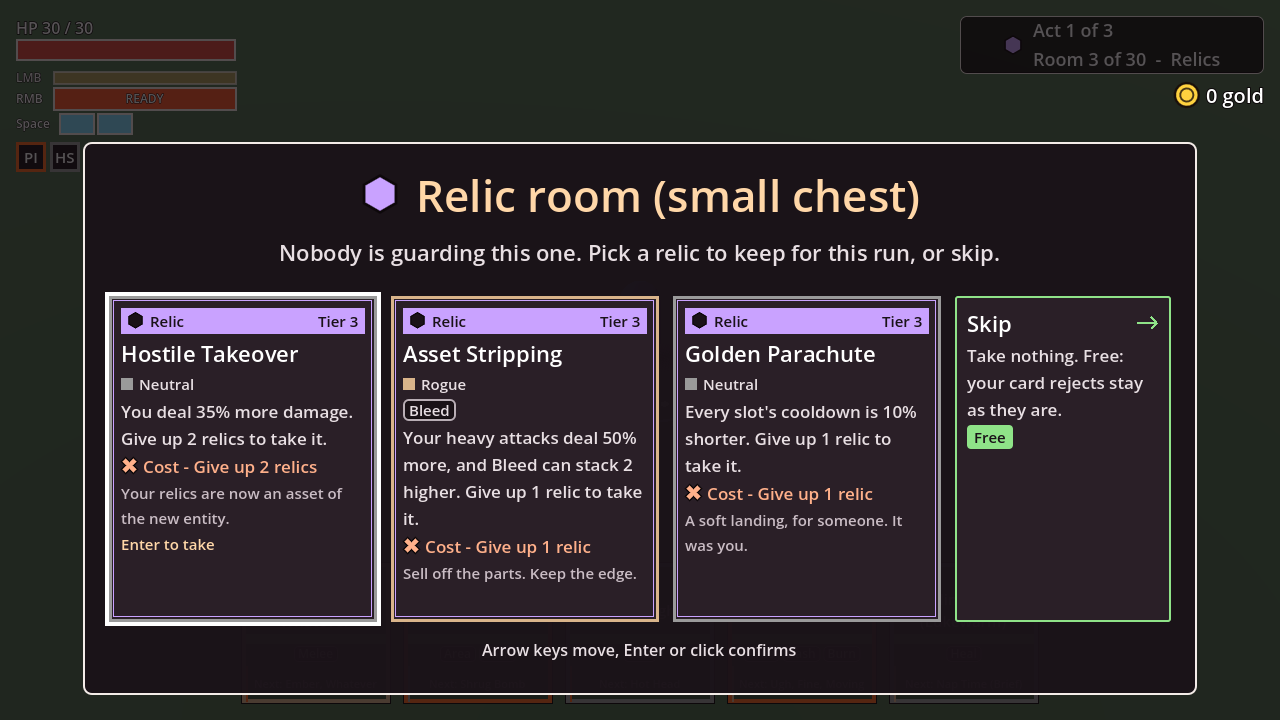 HP 30 / 30
LMB
RMB
READY
Space
PI
HS
Act 1 of 3
Room 3 of 30 - Relics
0 gold
Relic room (small chest)
Nobody is guarding this one. Pick a relic to keep for this run, or skip.
Relic
Tier 3
Hostile Takeover
Neutral
You deal 35% more damage.
Give up 2 relics to take it.
Cost - Give up 2 relics
Your relics are now an asset of
the new entity.
Enter to take
Relic
Tier 3
Asset Stripping
Rogue
Bleed
Your heavy attacks deal 50%
more, and Bleed can stack 2
higher. Give up 1 relic to take
it.
Cost - Give up 1 relic
Sell off the parts. Keep the edge.
Relic
Tier 3
Golden Parachute
Neutral
Every slot's cooldown is 10%
shorter. Give up 1 relic to
take it.
Cost - Give up 1 relic
A soft landing, for someone. It
was you.
Skip
Take nothing. Free:
your card rejects stay
as they are.
Free
Arrow keys move, Enter or click confirms